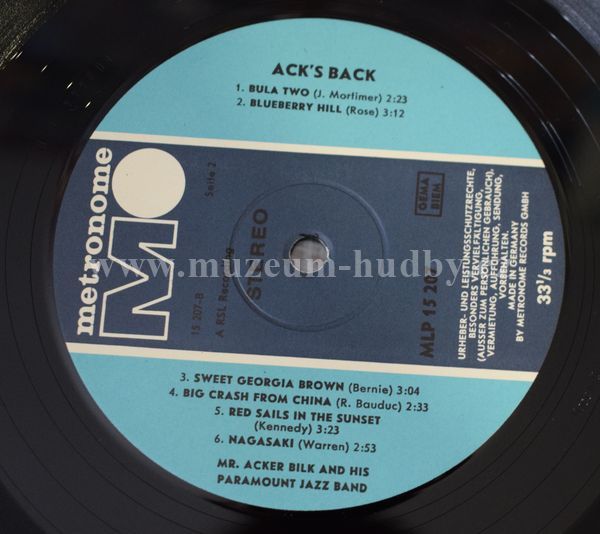 ACK'S BACK
1. BULA TWO (J. Mortimer) 2:23
2. BLUEBERRY HILL (Rose) 3:12
metronome
M
Seite 2
15 207-B
A RSL Recording
STEREO
GEMA
BIEM
MLP 15 207
URHEBER- UND LEISTUNGSSCHUTZRECHTE,
BESONDERS VERVIELFÄLTIGUNG,
(AUSSER ZUM PERSÖNLICHEN GEBRAUCH),
VERMIETUNG, AUFFÜHRUNG, SENDUNG,
VORBEHALTEN.
MADE IN GERMANY
BY METRONOME RECORDS GMBH
33 1/3 rpm
www.muzeum-hudby
3. SWEET GEORGIA BROWN (Bernie) 3:04
4. BIG CRASH FROM CHINA (R. Bauduc) 2:33
5. RED SAILS IN THE SUNSET
(Kennedy) 3:23
6. NAGASAKI (Warren) 2:53
MR. ACKER BILK AND HIS
PARAMOUNT JAZZ BAND